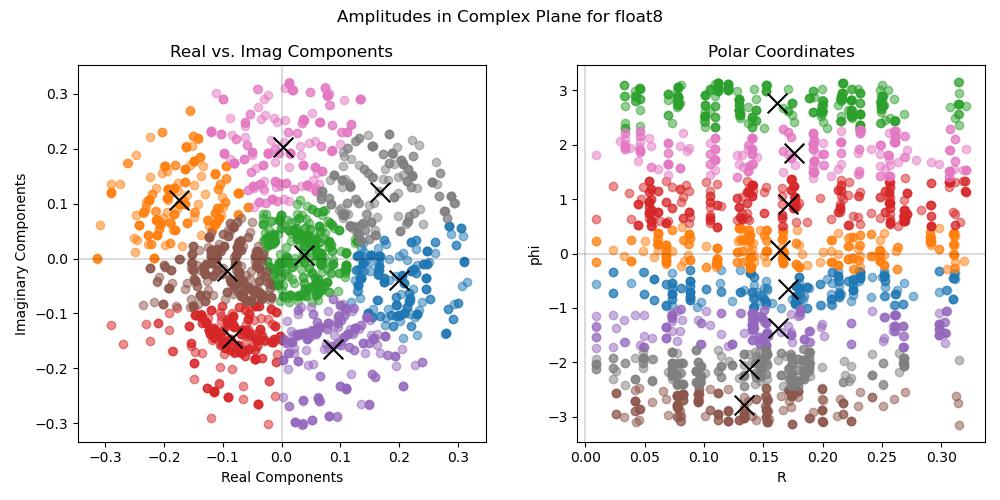 Amplitudes in Complex Plane for float8
Real vs. Imag Components
Imaginary Components
0.3
0.2
0.1
0.0
−0.1
−0.2
−0.3
−0.3 −0.2 −0.1 0.0 0.1 0.2 0.3
Real Components
Polar Coordinates
phi
3
2
1
0
−1
−2
−3
0.00 0.05 0.10 0.15 0.20 0.25 0.30
R